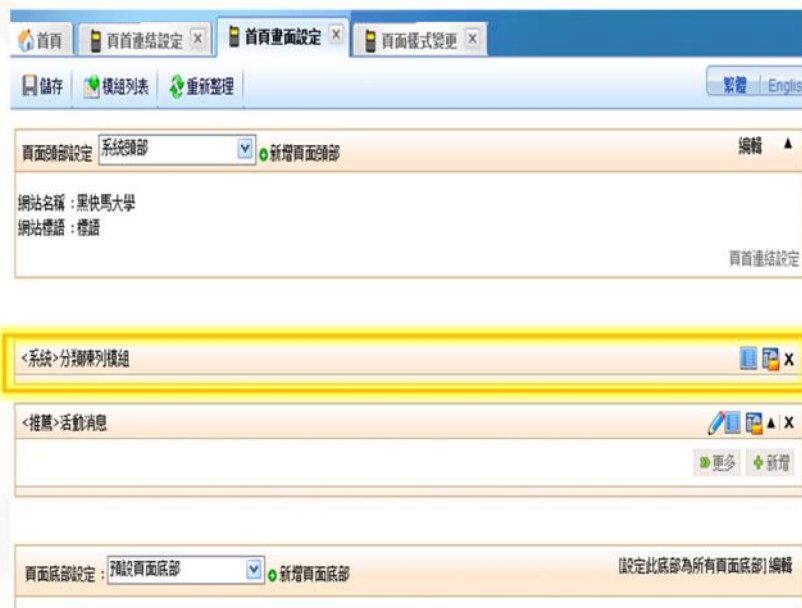 首頁 頁首連結設定 首頁畫面設定 頁面樣式變更
儲存 模組列表 重新整理 繁體 Englis
頁面頭部設定 系統頭部 新增頁面頭部 編輯
網站名稱：黑快馬大學
網站標語：標語
頁首連結設定
<系統>分類陳列模組
<推薦>活動消息
更多 新增
頁面底部設定：預設頁面底部 新增頁面底部 [設定此底部為所有頁面底部] 編輯